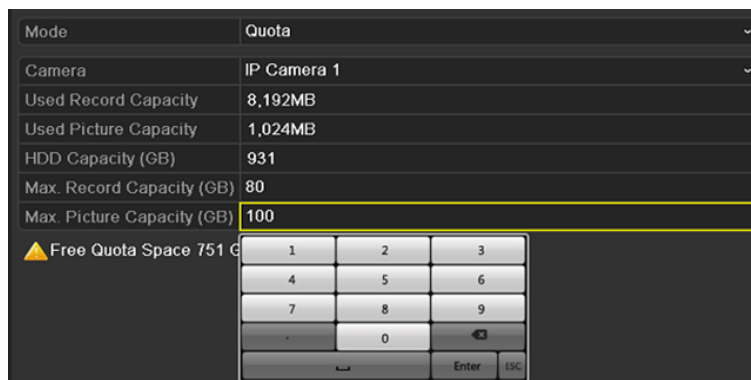 Mode Quota
Camera IP Camera 1
Used Record Capacity 8,192MB
Used Picture Capacity 1,024MB
HDD Capacity (GB) 931
Max. Record Capacity (GB) 80
Max. Picture Capacity (GB) 100
Free Quota Space 751 G
1 2 3
4 5 6
7 8 9
. 0
Enter ESC